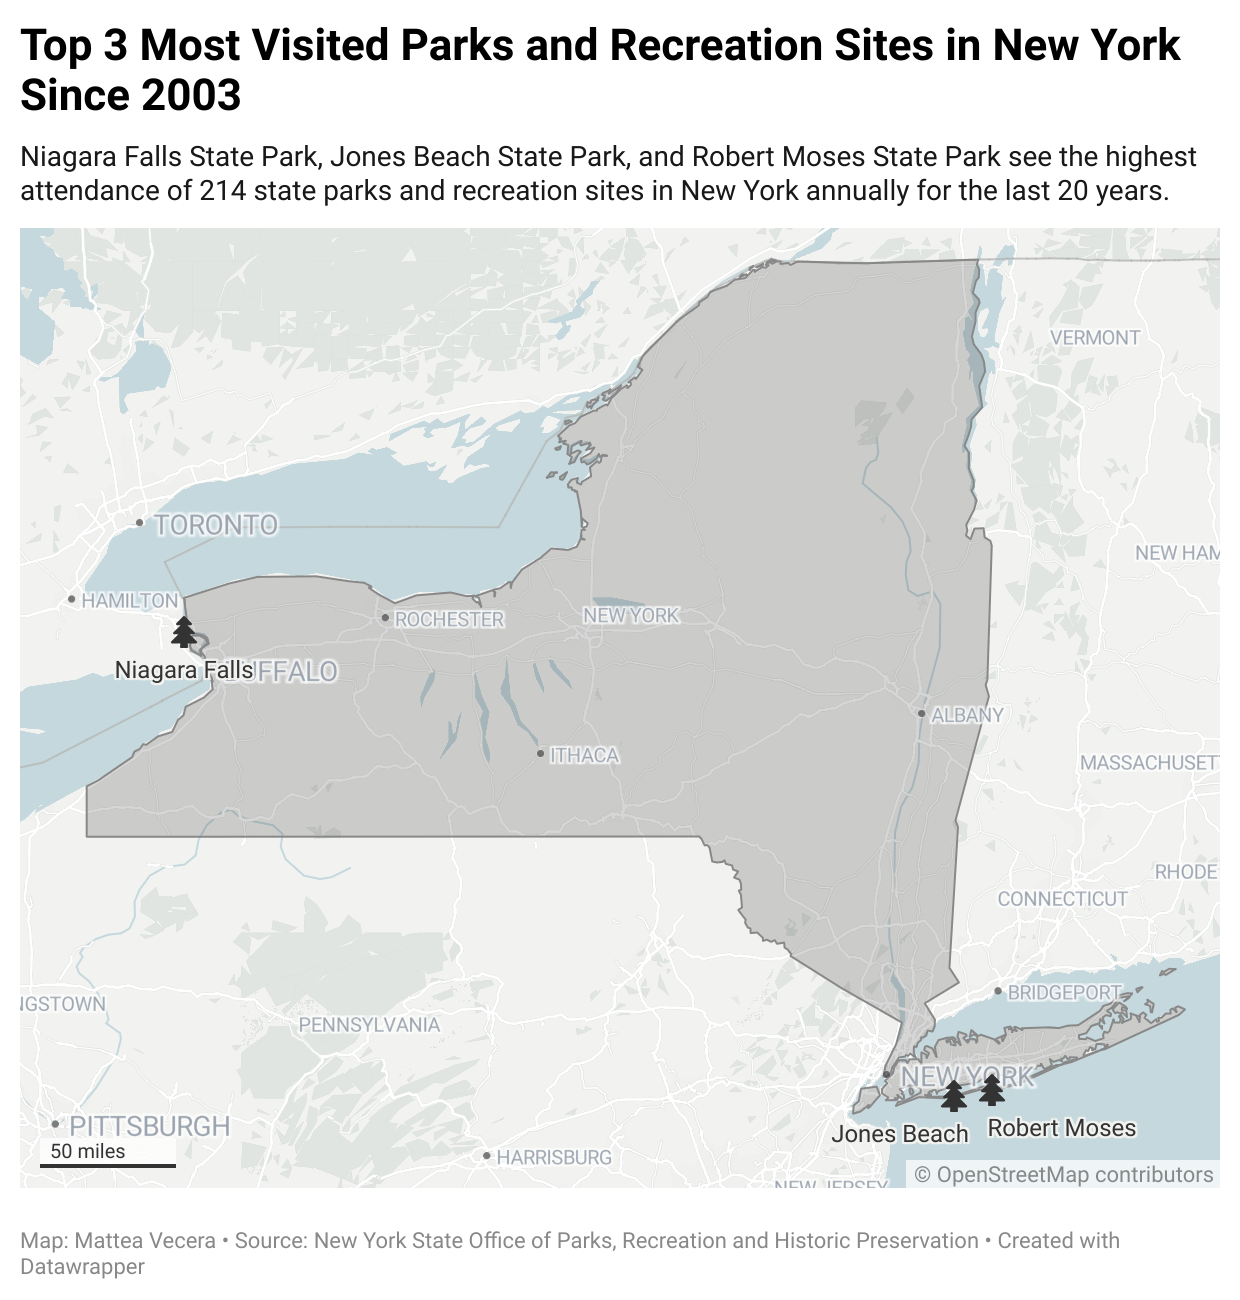 Top 3 Most Visited Parks and Recreation Sites in New York
Since 2003
Niagara Falls State Park, Jones Beach State Park, and Robert Moses State Park see the highest
attendance of 214 state parks and recreation sites in New York annually for the last 20 years.
VERMONT
TORONTO
NEW HAM
HAMILTON
ROCHESTER
NEW YORK
Niagara Falls
FFALO
ALBANY
ITHACA
MASSACHUSET
RHODE
CONNECTICUT
BRIDGEPORT
NGSTOWN
PENNSYLVANIA
NEW YORK
PITTSBURGH
Jones Beach
Robert Moses
50 miles
HARRISBURG
NEW JERSEY
© OpenStreetMap contributors
Map: Mattea Vecera • Source: New York State Office of Parks, Recreation and Historic Preservation • Created with
Datawrapper